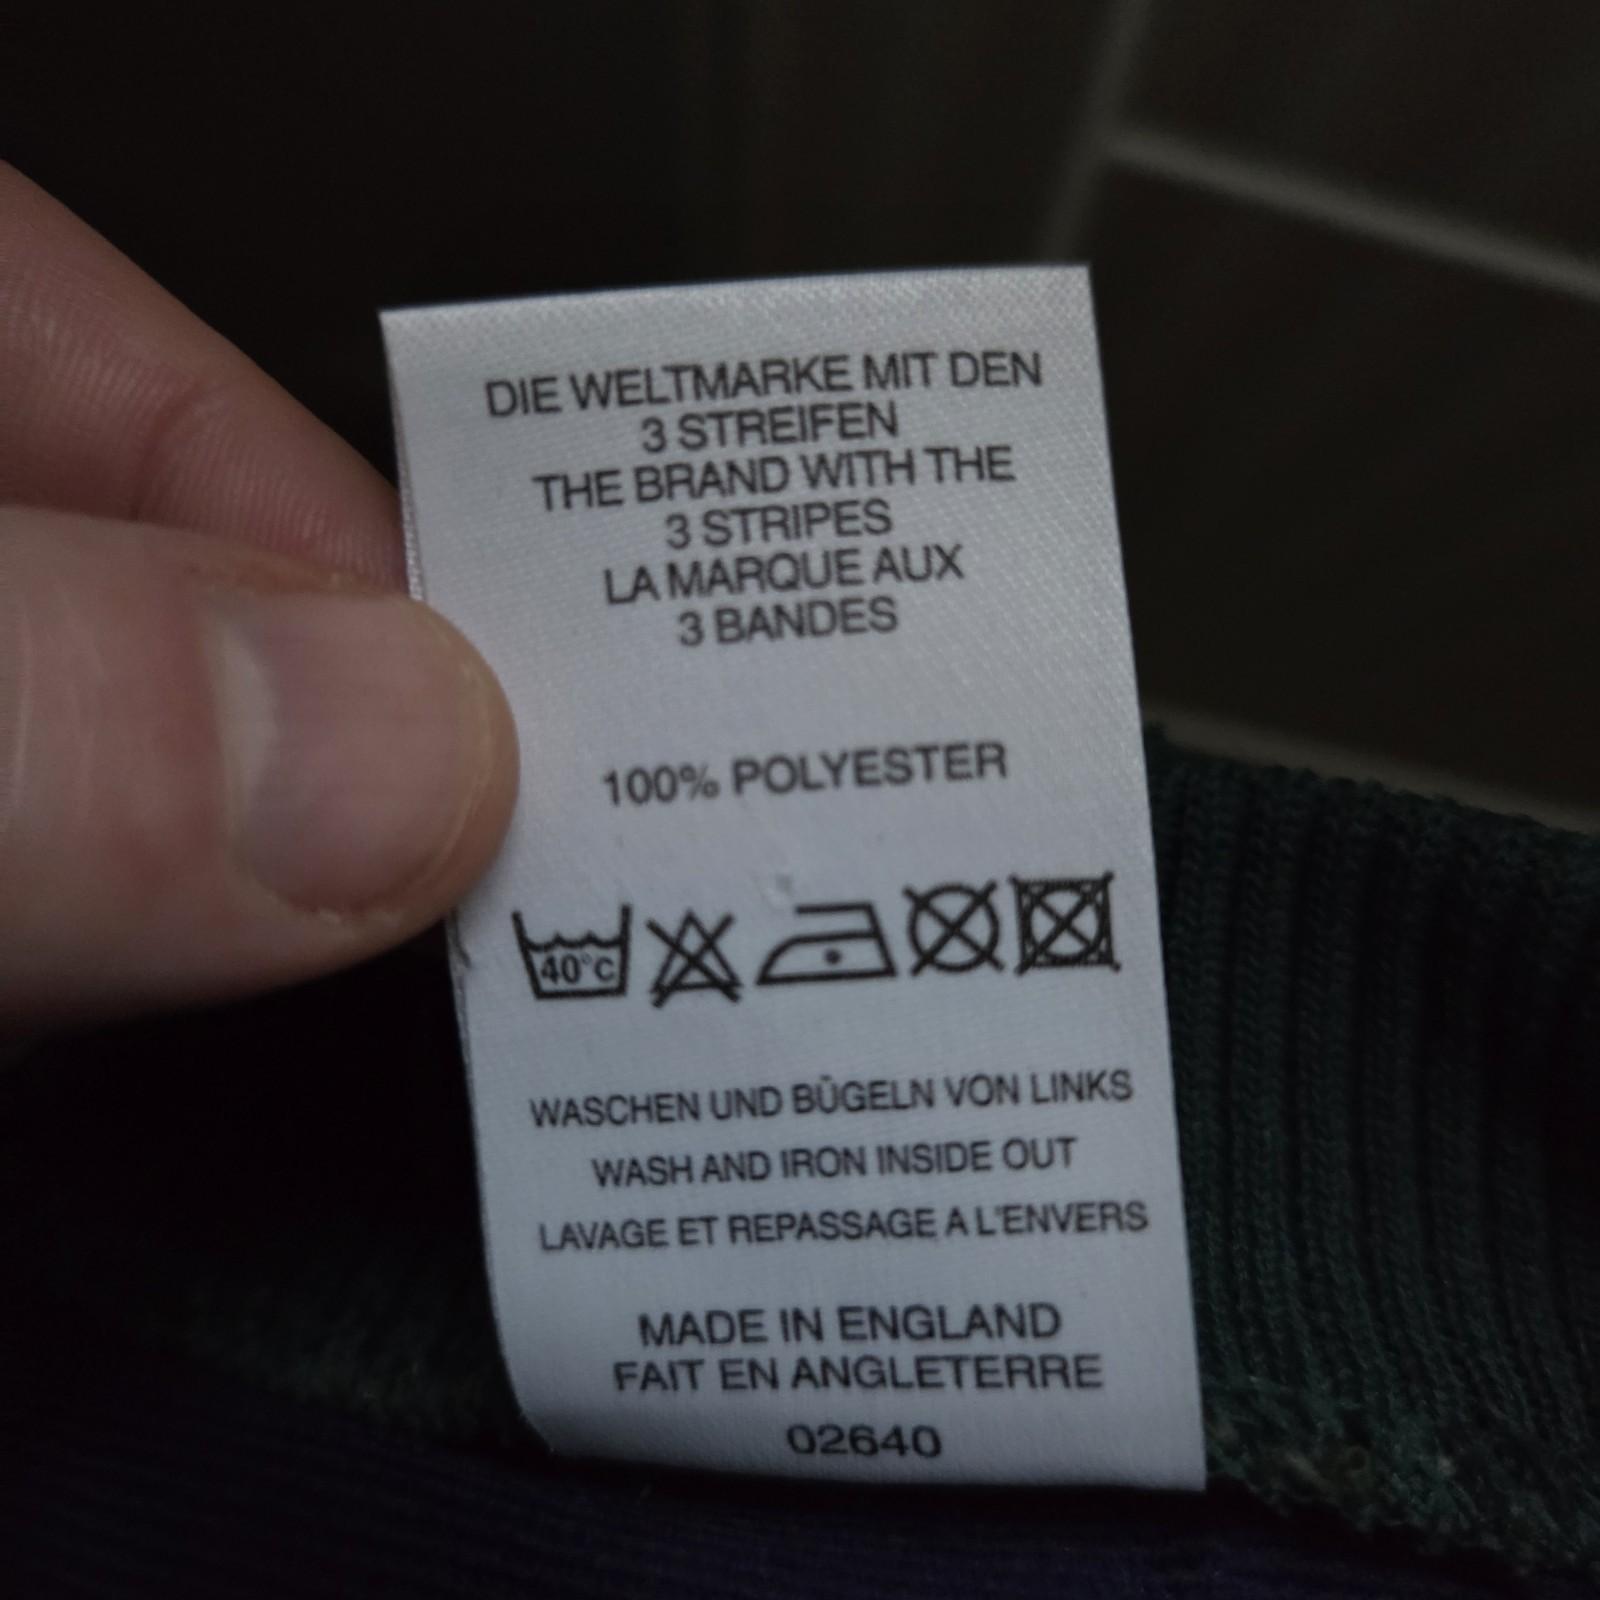 DIE WELTMARKE MIT DEN
3 STREIFEN
THE BRAND WITH THE
3 STRIPES
LA MARQUE AUX
3 BANDES
100% POLYESTER
40°C
WASCHEN UND BÜGELN VON LINKS
WASH AND IRON INSIDE OUT
LAVAGE ET REPASSAGE A L'ENVERS
MADE IN ENGLAND
FAIT EN ANGLETERRE
02640